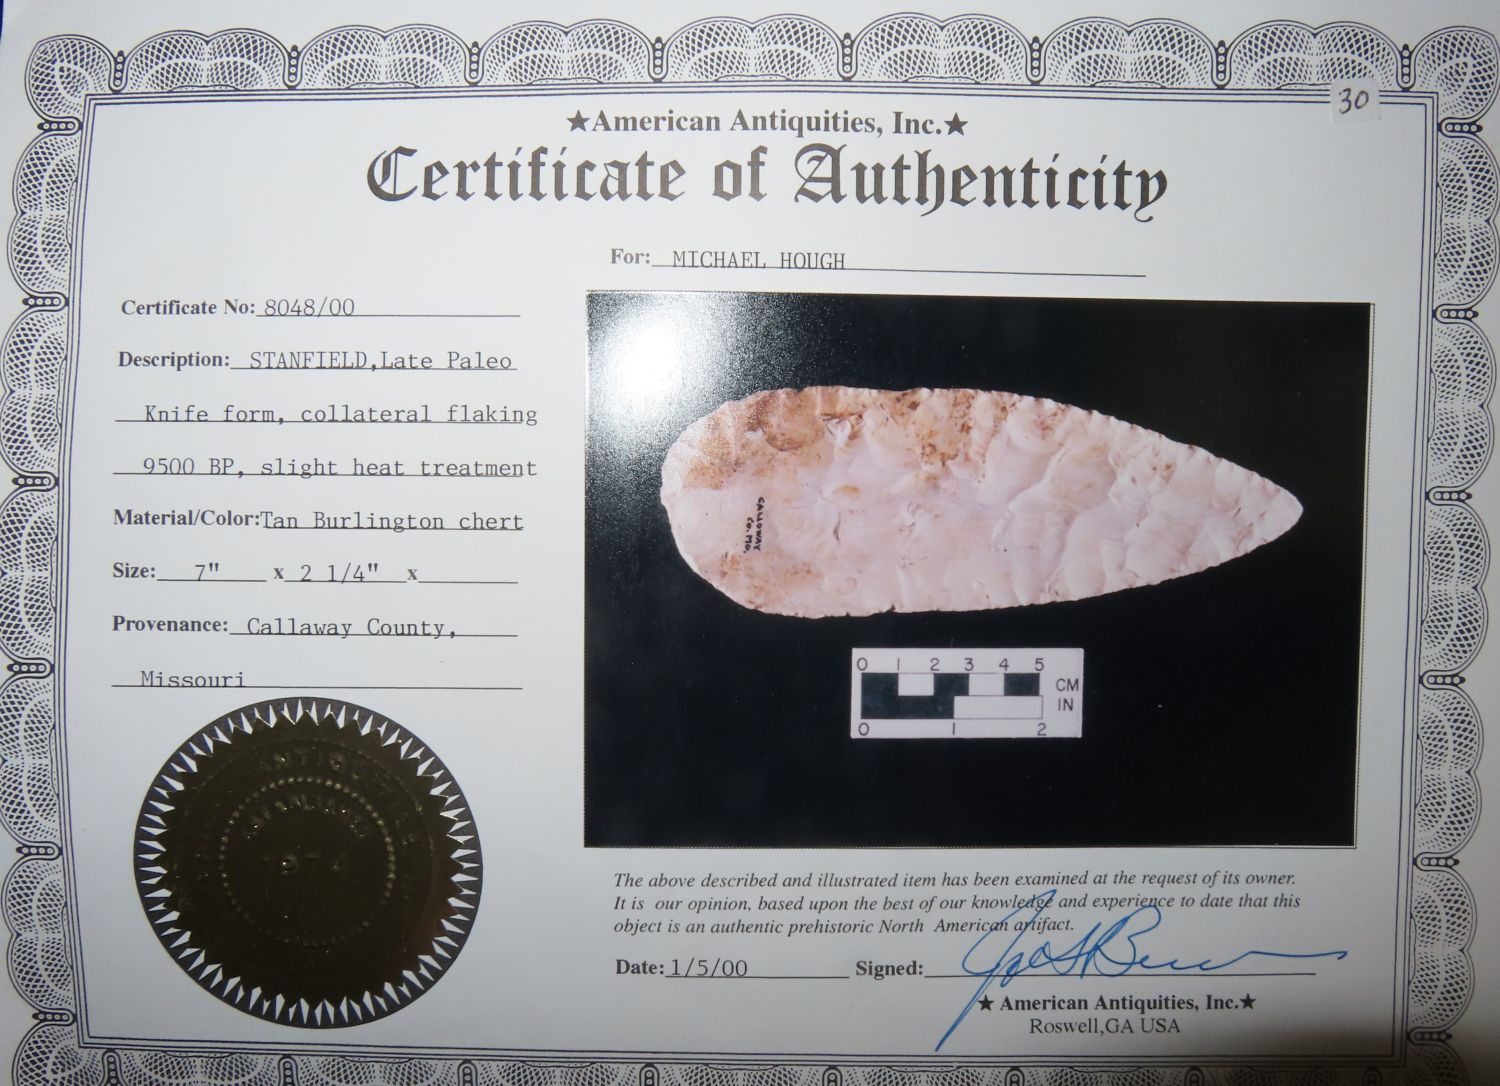 30
★American Antiquities, Inc.★
Certificate of Authenticity
For: MICHAEL HOUGH
Certificate No: 8048/00
Description: STANFIELD,Late Paleo
Knife form, collateral flaking
9500 BP, slight heat treatment
Material/Color: Tan Burlington chert
Size: 7" x 2 1/4" x
Provenance: Callaway County,
Missouri
CALLOWAY
CO. MO.
0 1 2 3 4 5
CM
IN
0 1 2
ANTIQUITIES
1974
The above described and illustrated item has been examined at the request of its owner.
It is our opinion, based upon the best of our knowledge and experience to date that this
object is an authentic prehistoric North American artifact.
Date: 1/5/00 Signed:
★ American Antiquities, Inc.★
Roswell,GA USA